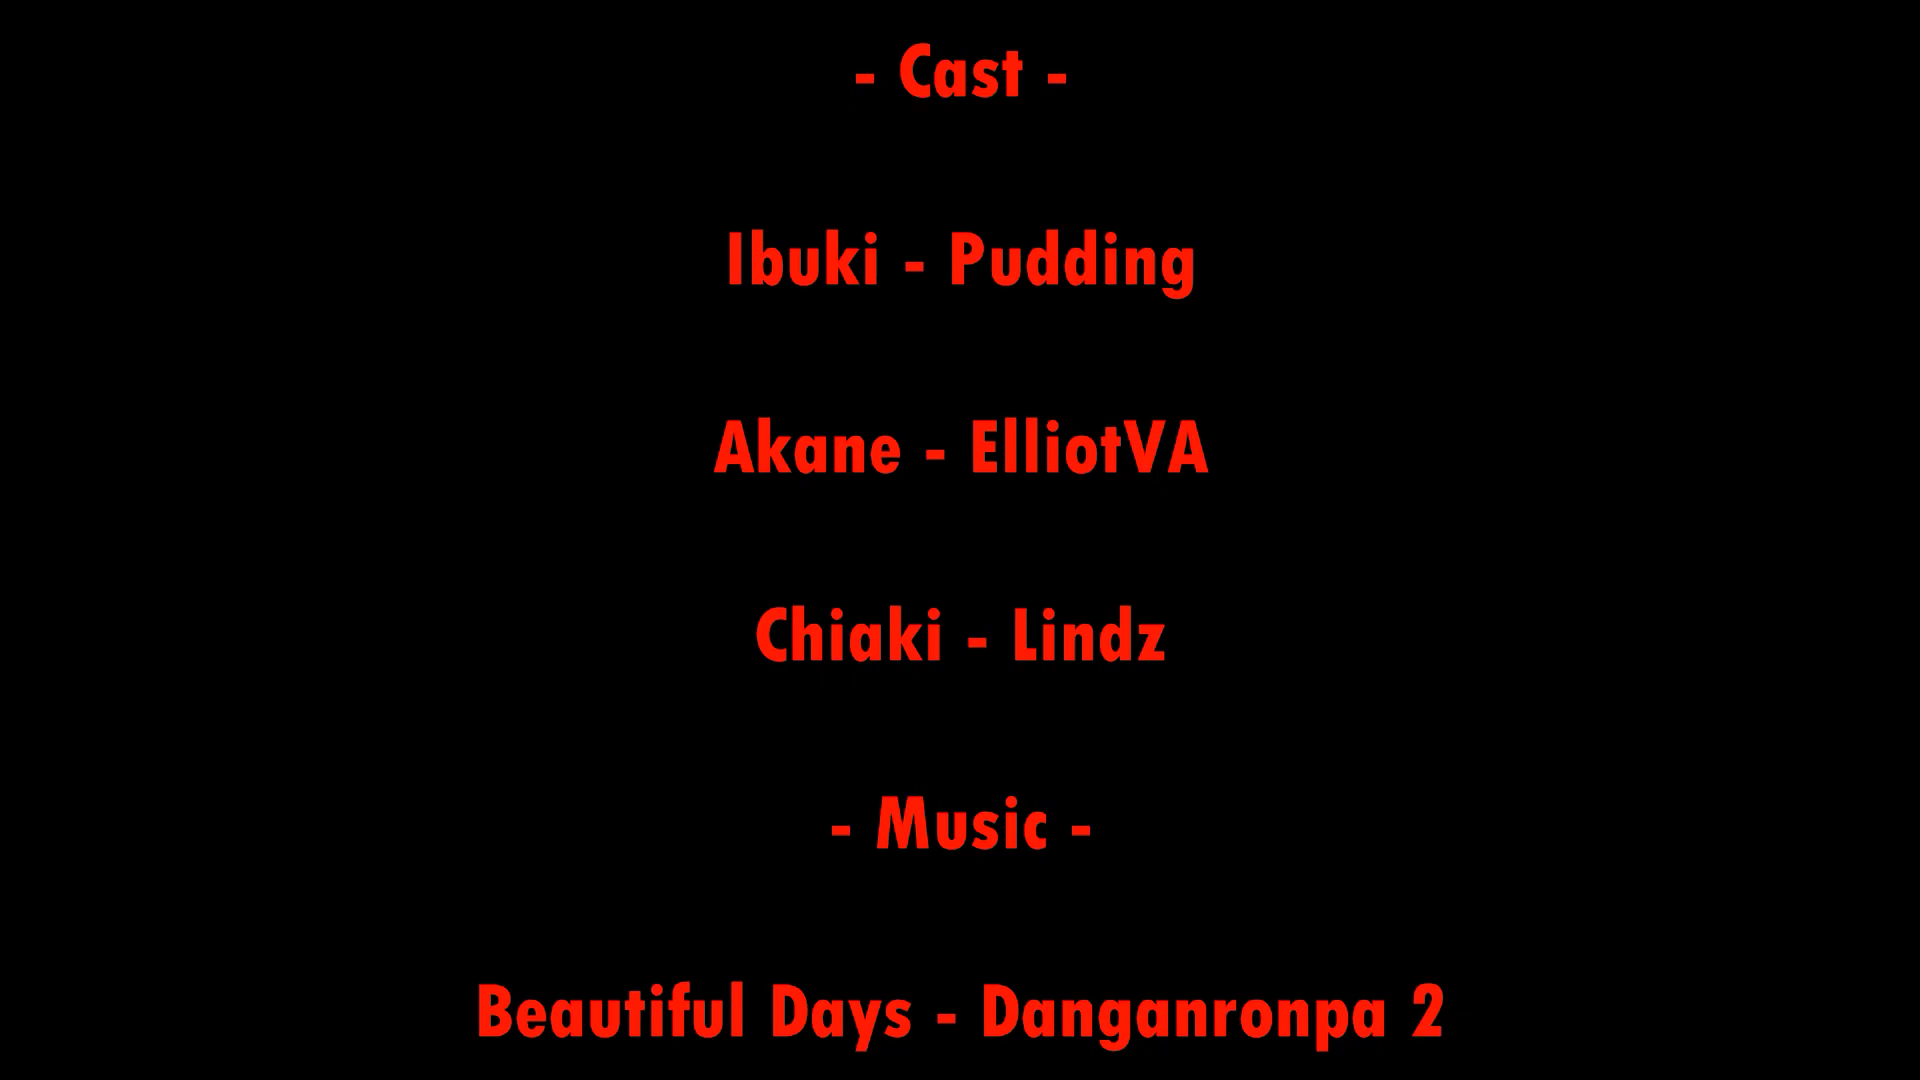 - Cast -
Ibuki - Pudding
Akane - ElliotVA
Chiaki - Lindz
- Music -
Beautiful Days - Danganronpa 2